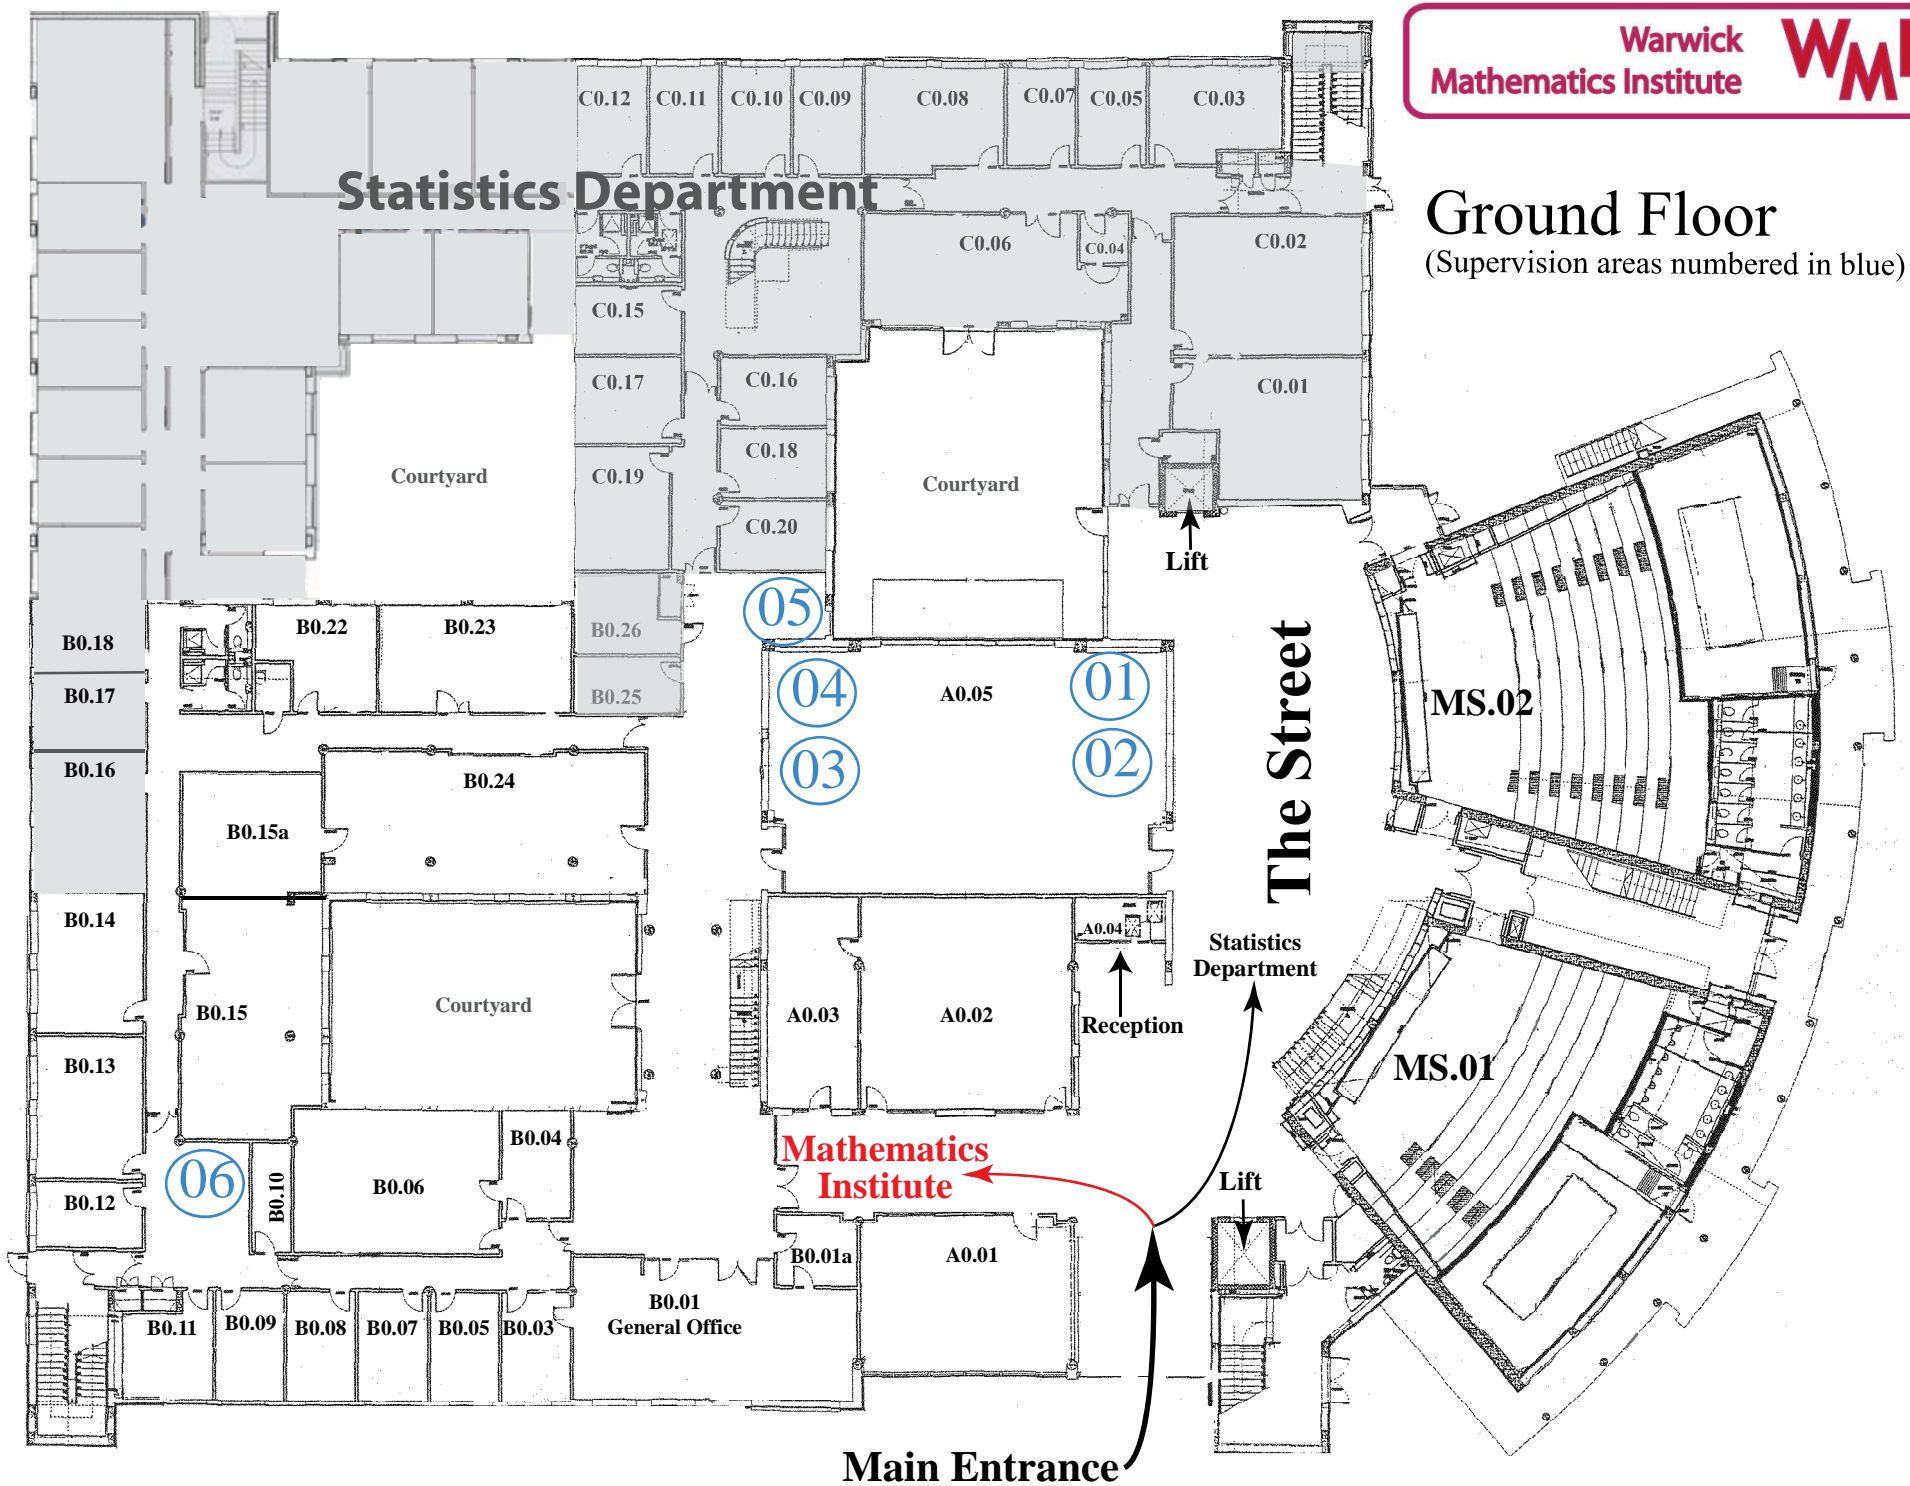 Warwick
Mathematics Institute
Ground Floor
(Supervision areas numbered in blue)
C0.12
C0.11
C0.10
C0.09
C0.08
C0.07
C0.05
C0.03
Statistics Department
C0.06
C0.04
C0.02
C0.15
C0.17
C0.16
C0.01
C0.18
C0.19
C0.20
Courtyard
Courtyard
Lift
05
B0.18
B0.22
B0.23
B0.26
B0.25
B0.17
04
01
A0.05
The Street
MS.02
B0.16
B0.24
03
02
B0.15a
B0.14
A0.04
Statistics
Department
B0.15
Courtyard
A0.03
A0.02
Reception
B0.13
MS.01
B0.04
Mathematics
Institute
06
B0.10
B0.06
Lift
B0.12
B0.01a
A0.01
B0.11
B0.09
B0.08
B0.07
B0.05
B0.03
B0.01
General Office
Main Entrance